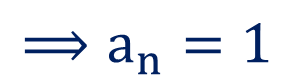 ⟹ aₙ = 1